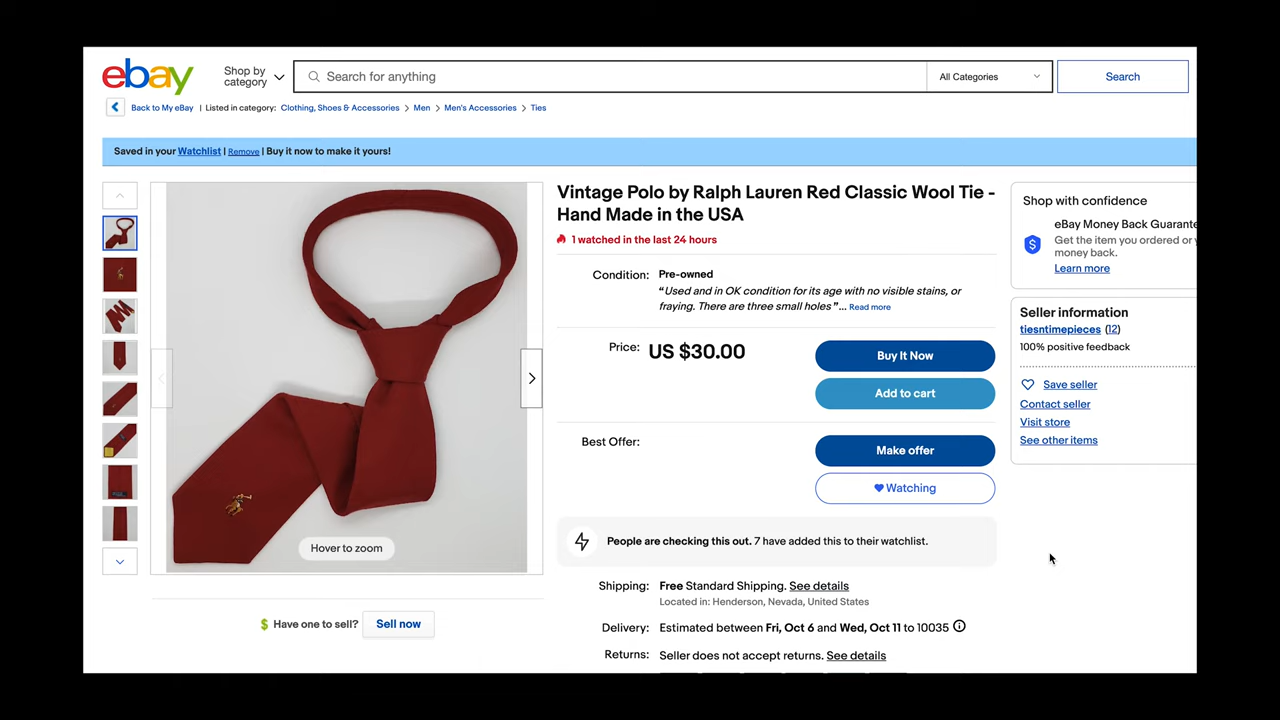 ebay
Shop by
category
Search for anything
All Categories
Search
Back to My eBay | Listed in category: Clothing, Shoes & Accessories > Men > Men's Accessories > Ties
Saved in your Watchlist | Remove | Buy it now to make it yours!
Vintage Polo by Ralph Lauren Red Classic Wool Tie -
Hand Made in the USA
1 watched in the last 24 hours
Condition: Pre-owned
“Used and in OK condition for its age with no visible stains, or
fraying. There are three small holes”... Read more
Price: US $30.00
Buy It Now
Add to cart
Best Offer:
Make offer
Watching
People are checking this out. 7 have added this to their watchlist.
Shipping: Free Standard Shipping. See details
Located in: Henderson, Nevada, United States
Delivery: Estimated between Fri, Oct 6 and Wed, Oct 11 to 10035
Returns: Seller does not accept returns. See details
Hover to zoom
$ Have one to sell? Sell now
Shop with confidence
eBay Money Back Guarante
Get the item you ordered or y
money back.
Learn more
Seller information
tiesntimepieces (12)
100% positive feedback
Save seller
Contact seller
Visit store
See other items